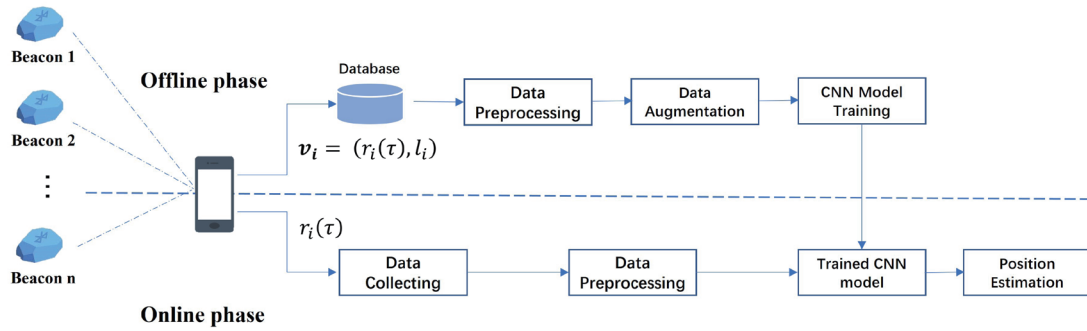 Beacon 1
Beacon 2
⋮
Beacon n
Offline phase
Database
Data
Preprocessing
Data
Augmentation
CNN Model
Training
𝒗𝒊 = (rᵢ(τ), lᵢ)
rᵢ(τ)
Data
Collecting
Data
Preprocessing
Trained CNN
model
Position
Estimation
Online phase